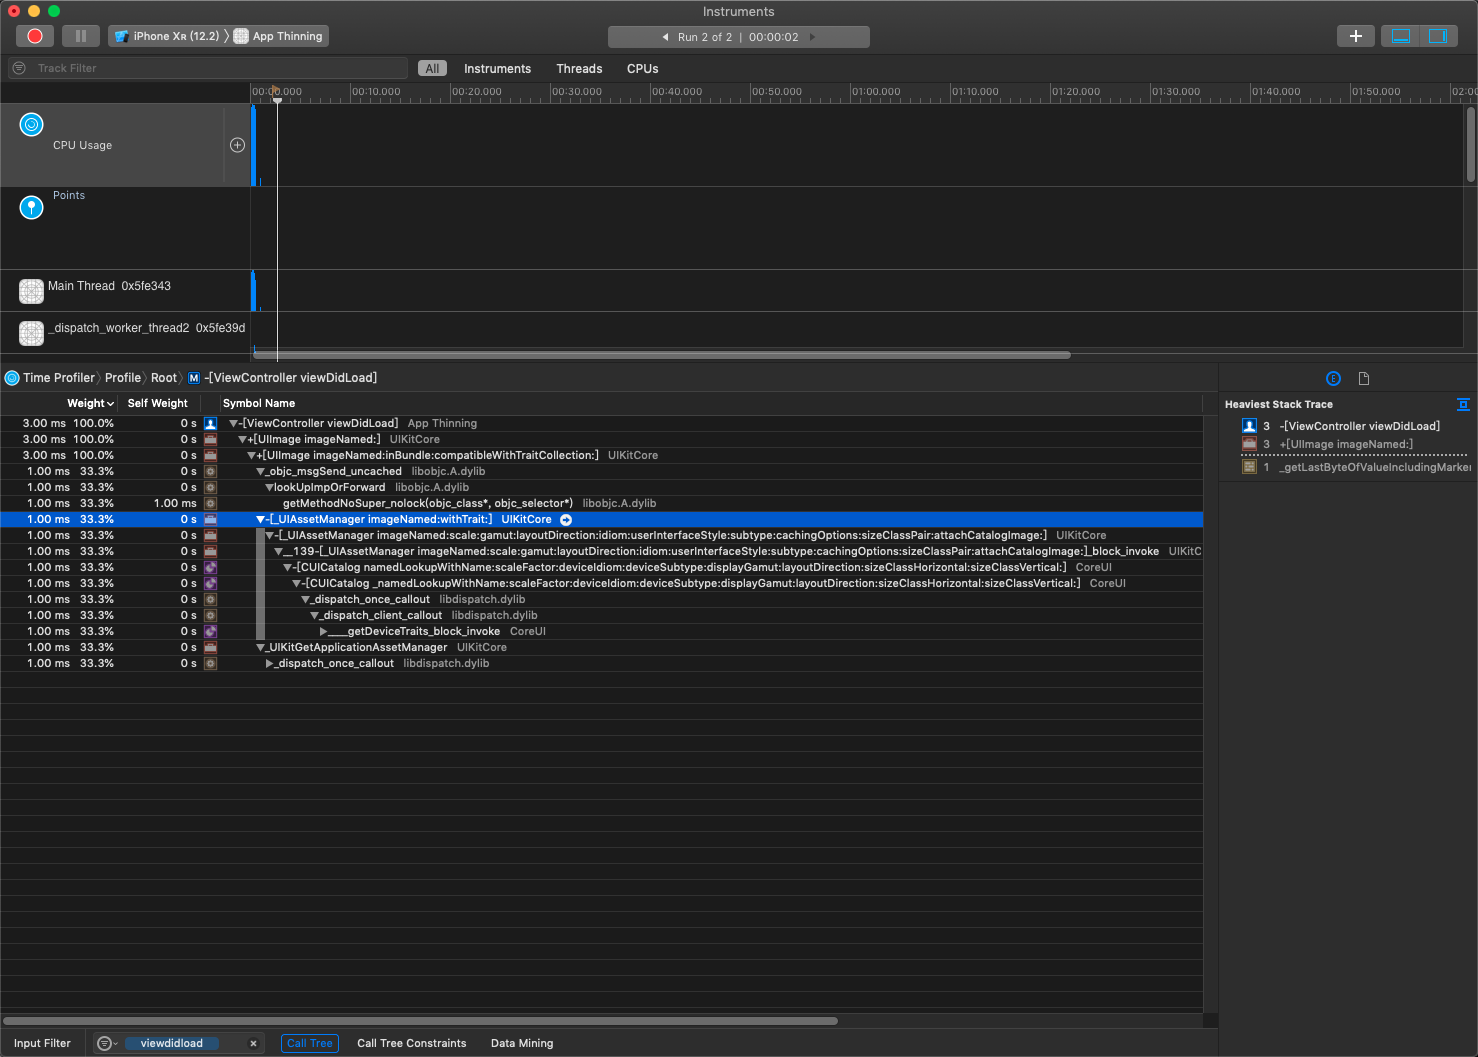 Instruments
iPhone XR (12.2) App Thinning
Run 2 of 2 | 00:00:02
Track Filter
All Instruments Threads CPUs
00:00.000 00:10.000 00:20.000 00:30.000 00:40.000 00:50.000 01:00.000 01:10.000 01:20.000 01:30.000 01:40.000 01:50.000 02:00
CPU Usage
Points
Main Thread 0x5fe343
_dispatch_worker_thread2 0x5fe39d
Time Profiler Profile Root M -[ViewController viewDidLoad]
Weight Self Weight Symbol Name
3.00 ms 100.0% 0 s -[ViewController viewDidLoad] App Thinning
3.00 ms 100.0% 0 s +[UIImage imageNamed:] UIKitCore
3.00 ms 100.0% 0 s +[UIImage imageNamed:inBundle:compatibleWithTraitCollection:] UIKitCore
1.00 ms 33.3% 0 s _objc_msgSend_uncached libobjc.A.dylib
1.00 ms 33.3% 0 s lookUpImpOrForward libobjc.A.dylib
1.00 ms 33.3% 1.00 ms getMethodNoSuper_nolock(objc_class*, objc_selector*) libobjc.A.dylib
1.00 ms 33.3% 0 s -[_UIAssetManager imageNamed:withTrait:] UIKitCore
1.00 ms 33.3% 0 s -[_UIAssetManager imageNamed:scale:gamut:layoutDirection:idiom:userInterfaceStyle:subtype:cachingOptions:sizeClassPair:attachCatalogImage:] UIKitCore
1.00 ms 33.3% 0 s __139-[_UIAssetManager imageNamed:scale:gamut:layoutDirection:idiom:userInterfaceStyle:subtype:cachingOptions:sizeClassPair:attachCatalogImage:]_block_invoke UIKitC
1.00 ms 33.3% 0 s -[CUICatalog namedLookupWithName:scaleFactor:deviceIdiom:deviceSubtype:displayGamut:layoutDirection:sizeClassHorizontal:sizeClassVertical:] CoreUI
1.00 ms 33.3% 0 s -[CUICatalog _namedLookupWithName:scaleFactor:deviceIdiom:deviceSubtype:displayGamut:layoutDirection:sizeClassHorizontal:sizeClassVertical:] CoreUI
1.00 ms 33.3% 0 s _dispatch_once_callout libdispatch.dylib
1.00 ms 33.3% 0 s _dispatch_client_callout libdispatch.dylib
1.00 ms 33.3% 0 s ____getDeviceTraits_block_invoke CoreUI
1.00 ms 33.3% 0 s _UIKitGetApplicationAssetManager UIKitCore
1.00 ms 33.3% 0 s _dispatch_once_callout libdispatch.dylib
E
Heaviest Stack Trace
3 -[ViewController viewDidLoad]
3 +[UIImage imageNamed:]
1 _getLastByteOfValueIncludingMarker
Input Filter viewdidload Call Tree Call Tree Constraints Data Mining